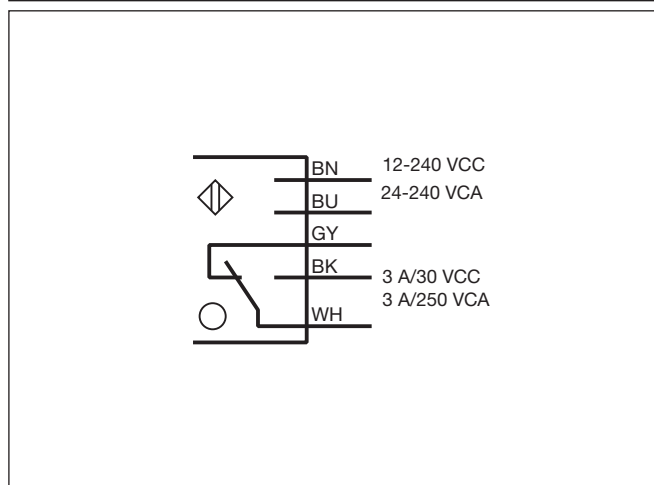 BN 12-240 VCC
BU 24-240 VCA
GY
BK 3 A/30 VCC
3 A/250 VCA
WH